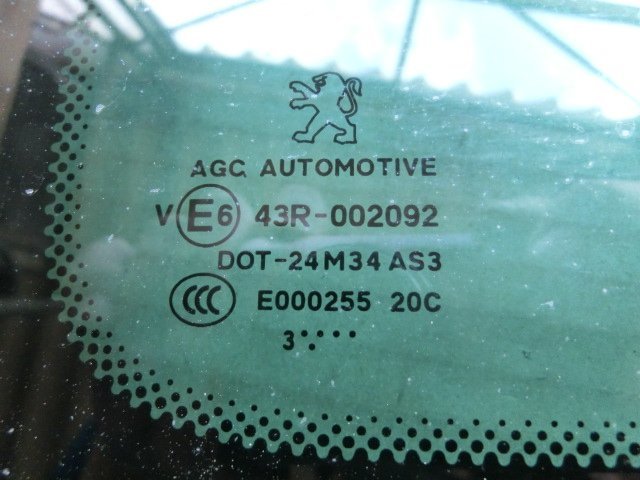 AGC AUTOMOTIVE
V E6 43R-002092
DOT-24 M34 AS3
CCC E000255 20C
3